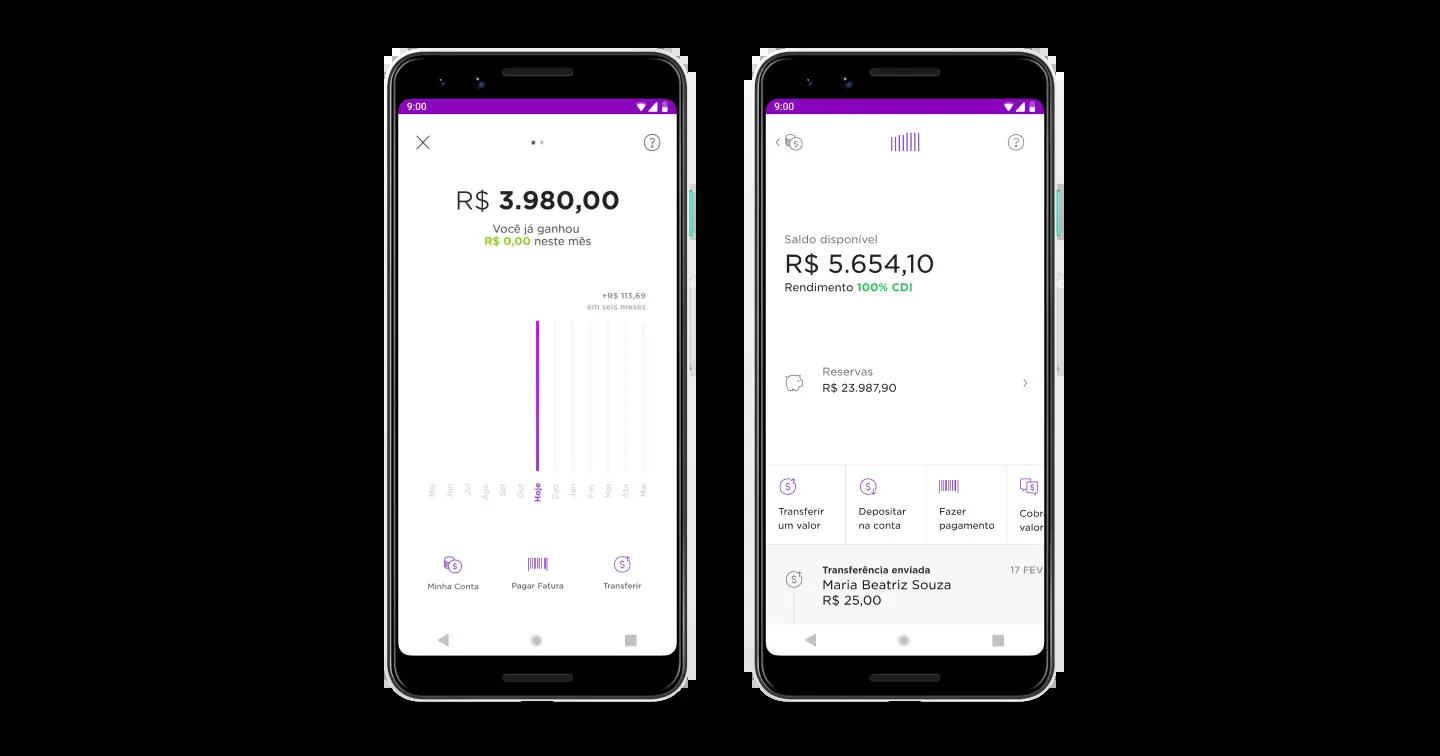 9:00
R$ 3.980,00
Você já ganhou
R$ 0,00 neste mês
+R$ 113,69
em seis meses
Mai Jun Jul Ago Set Out Hoje Dez Jan Fev Mar Abr Mai
Minha Conta Pagar Fatura Transferir
9:00
Saldo disponível
R$ 5.654,10
Rendimento 100% CDI
Reservas
R$ 23.987,90
Transferir
um valor
Depositar
na conta
Fazer
pagamento
Cobr
valor
Transferência enviada 17 FEV
Maria Beatriz Souza
R$ 25,00